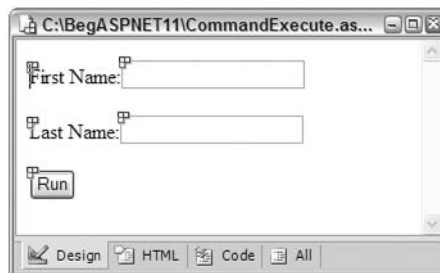 C:\BegASPNET11\CommandExecute.as...
First Name:
Last Name:
Run
Design HTML Code All